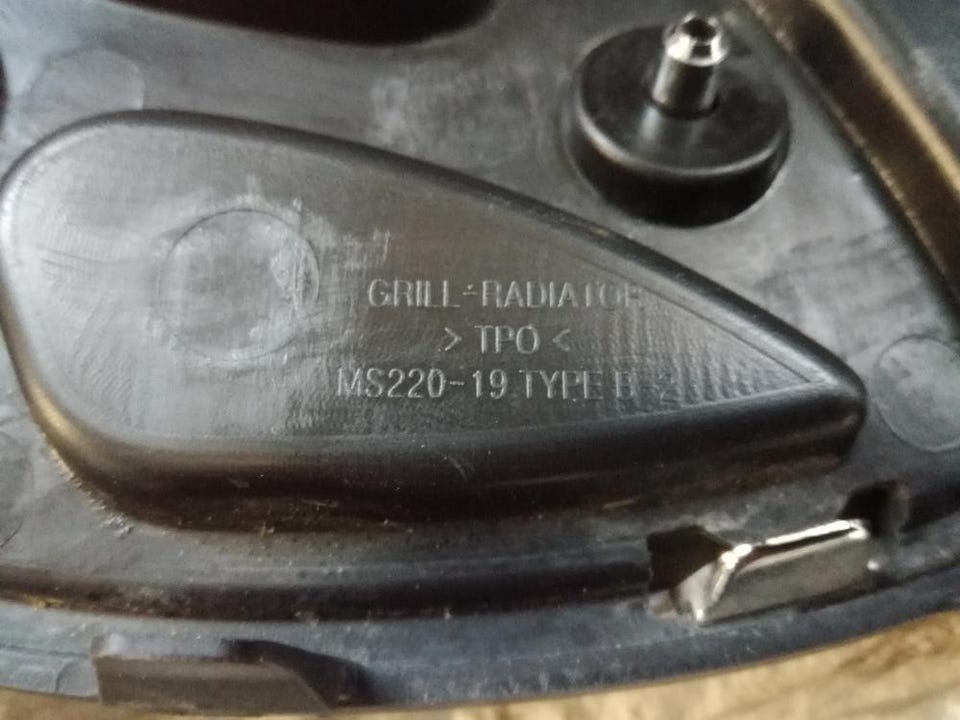 GRILL-RADIATOR
> TPO <
MS220-19 TYPE B-2